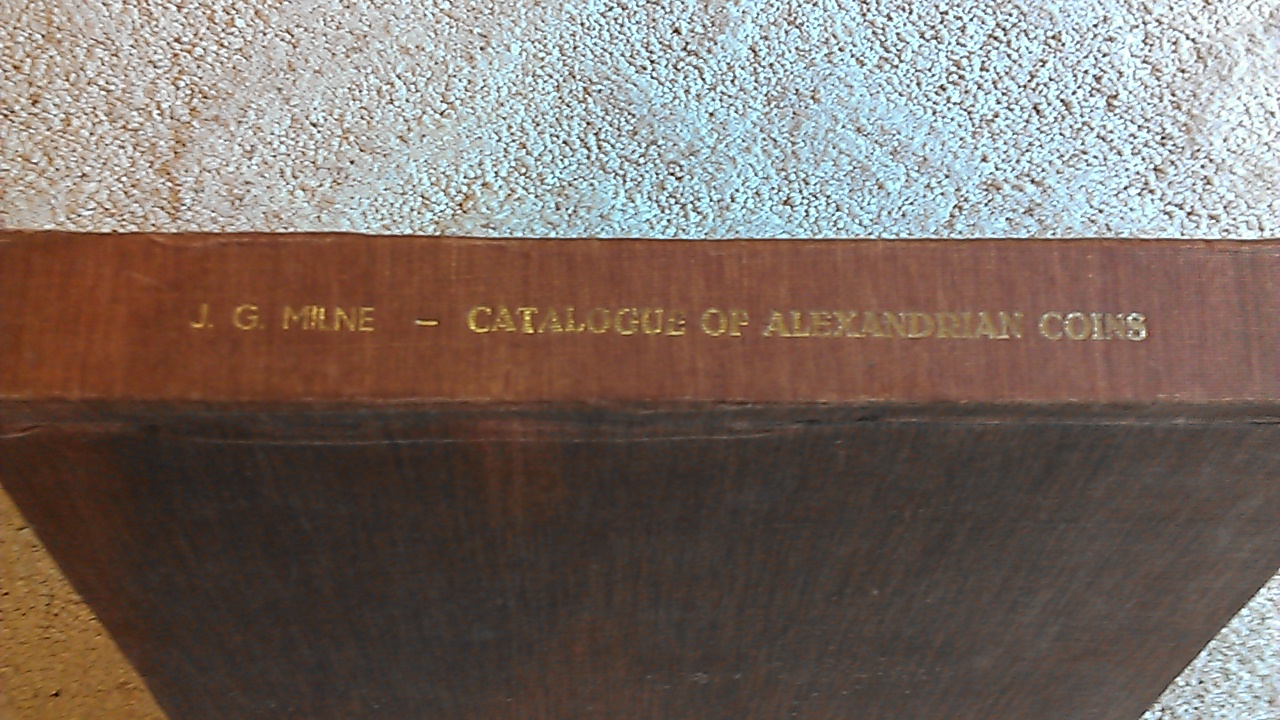 J. G. MILNE – CATALOGUE OF ALEXANDRIAN COINS